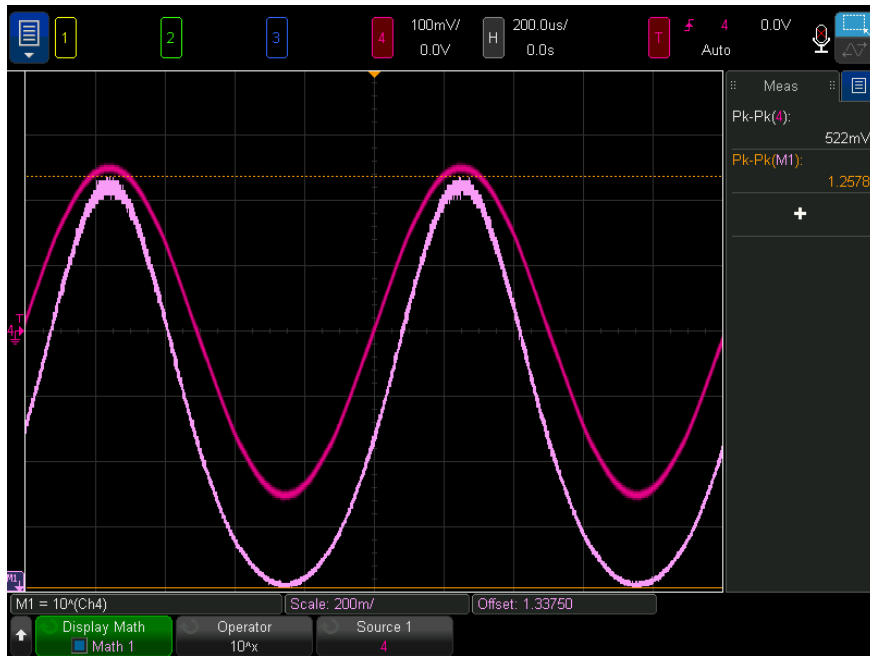 1 2 3 4 100mV/ H 200.0us/ T 4 0.0V
0.0V 0.0s Auto
Meas
Pk-Pk(4):
522mV
Pk-Pk(M1):
1.2578
+
T
4
M1
M1 = 10^(Ch4) Scale: 200m/ Offset: 1.33750
Display Math Operator Source 1
Math 1 10^x 4